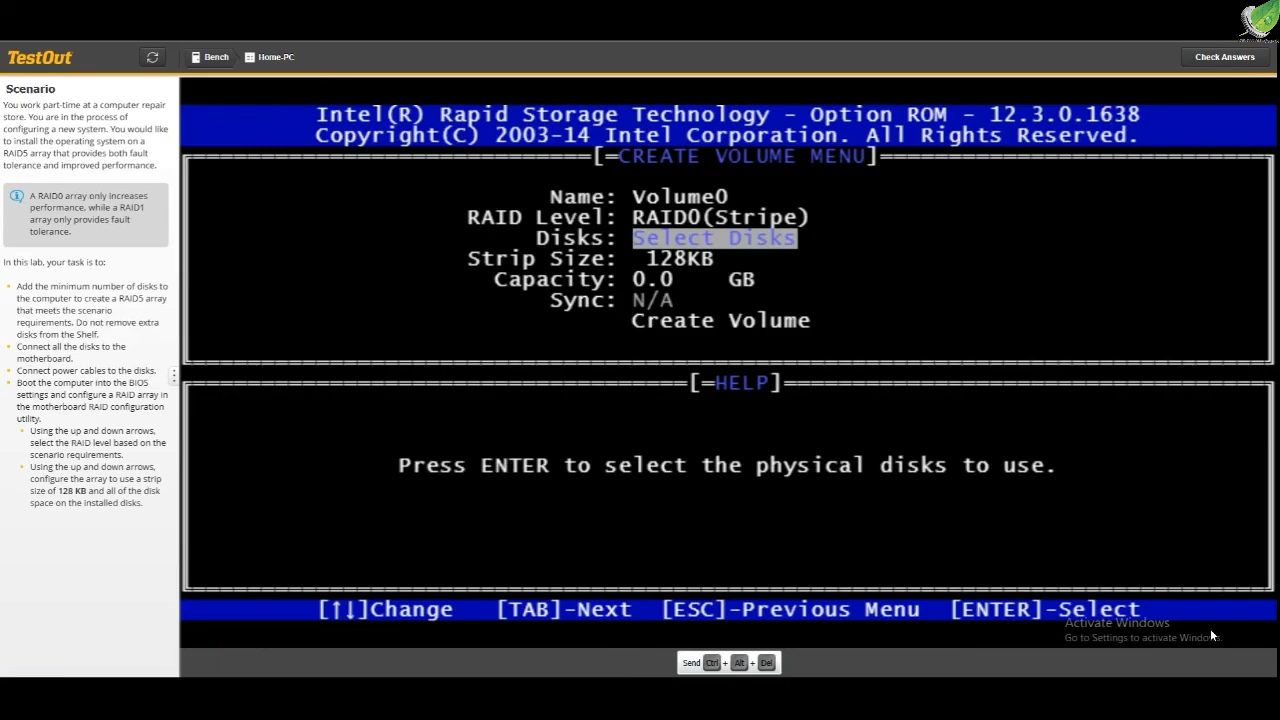 TestOut
Bench
Home-PC
Check Answers
Scenario
You work part-time at a computer repair
store. You are in the process of
configuring a new system. You would like
to install the operating system on a
RAID5 array that provides both fault
tolerance and improved performance.
A RAID0 array only increases
performance, while a RAID1
array only provides fault
tolerance.
In this lab, your task is to:
Add the minimum number of disks to
the computer to create a RAID5 array
that meets the scenario
requirements. Do not remove extra
disks from the Shelf.
Connect all the disks to the
motherboard.
Connect power cables to the disks.
Boot the computer into the BIOS
settings and configure a RAID array in
the motherboard RAID configuration
utility.
Using the up and down arrows,
select the RAID level based on the
scenario requirements.
Using the up and down arrows,
configure the array to use a strip
size of 128 KB and all of the disk
space on the installed disks.
Intel(R) Rapid Storage Technology - Option ROM - 12.3.0.1638
Copyright(C) 2003-14 Intel Corporation. All Rights Reserved.
[=CREATE VOLUME MENU]
Name: Volume0
RAID Level: RAID0(Stripe)
Disks: Select Disks
Strip Size: 128KB
Capacity: 0.0 GB
Sync: N/A
Create Volume
[=HELP]
Press ENTER to select the physical disks to use.
[↑↓]Change [TAB]-Next [ESC]-Previous Menu [ENTER]-Select
Activate Windows
Go to Settings to activate Windows.
Send Ctrl + Alt + Del